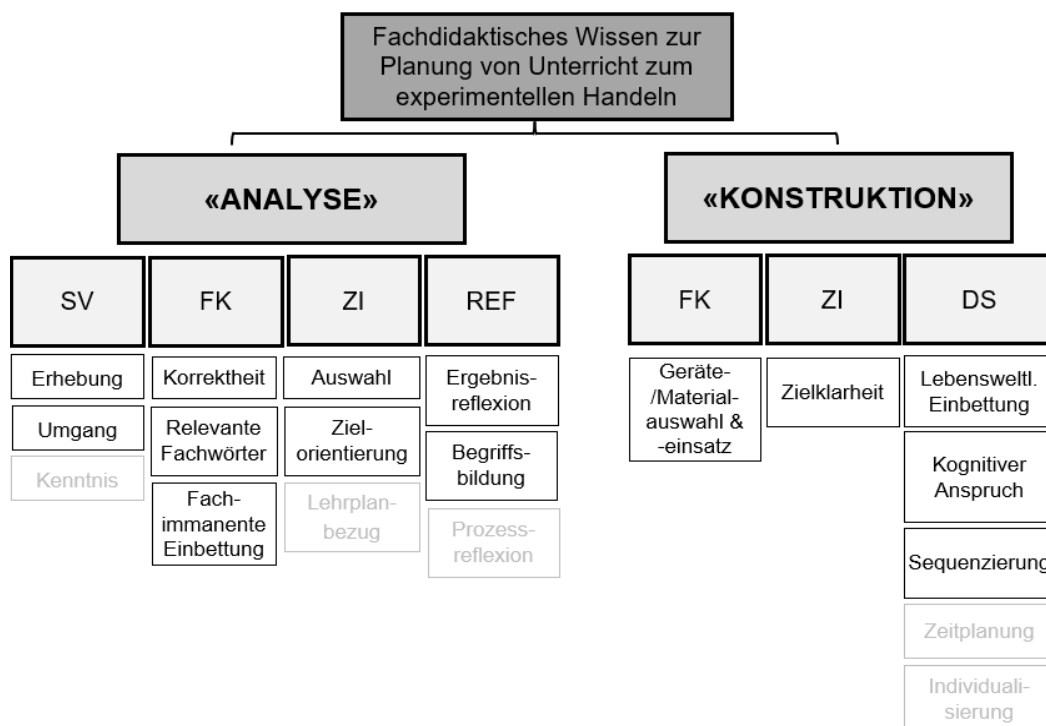 Fachdidaktisches Wissen zur
Planung von Unterricht zum
experimentellen Handeln
«ANALYSE»
«KONSTRUKTION»
SV
FK
ZI
REF
FK
ZI
DS
Erhebung
Umgang
Kenntnis
Korrektheit
Relevante
Fachwörter
Fach-
immanente
Einbettung
Auswahl
Ziel-
orientierung
Lehrplan-
bezug
Ergebnis-
reflexion
Begriffs-
bildung
Prozess-
reflexion
Geräte-
/Material-
auswahl &
-einsatz
Zielklarheit
Lebensweltl.
Einbettung
Kognitiver
Anspruch
Sequenzierung
Zeitplanung
Individuali-
sierung